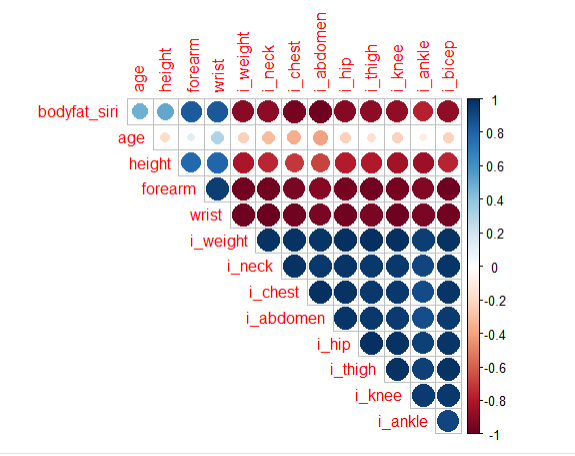 age
height
forearm
wrist
i_weight
i_neck
i_chest
i_abdomen
i_hip
i_thigh
i_knee
i_ankle
i_bicep
bodyfat_siri
age
height
forearm
wrist
i_weight
i_neck
i_chest
i_abdomen
i_hip
i_thigh
i_knee
i_ankle
1
0.8
0.6
0.4
0.2
0
-0.2
-0.4
-0.6
-0.8
-1